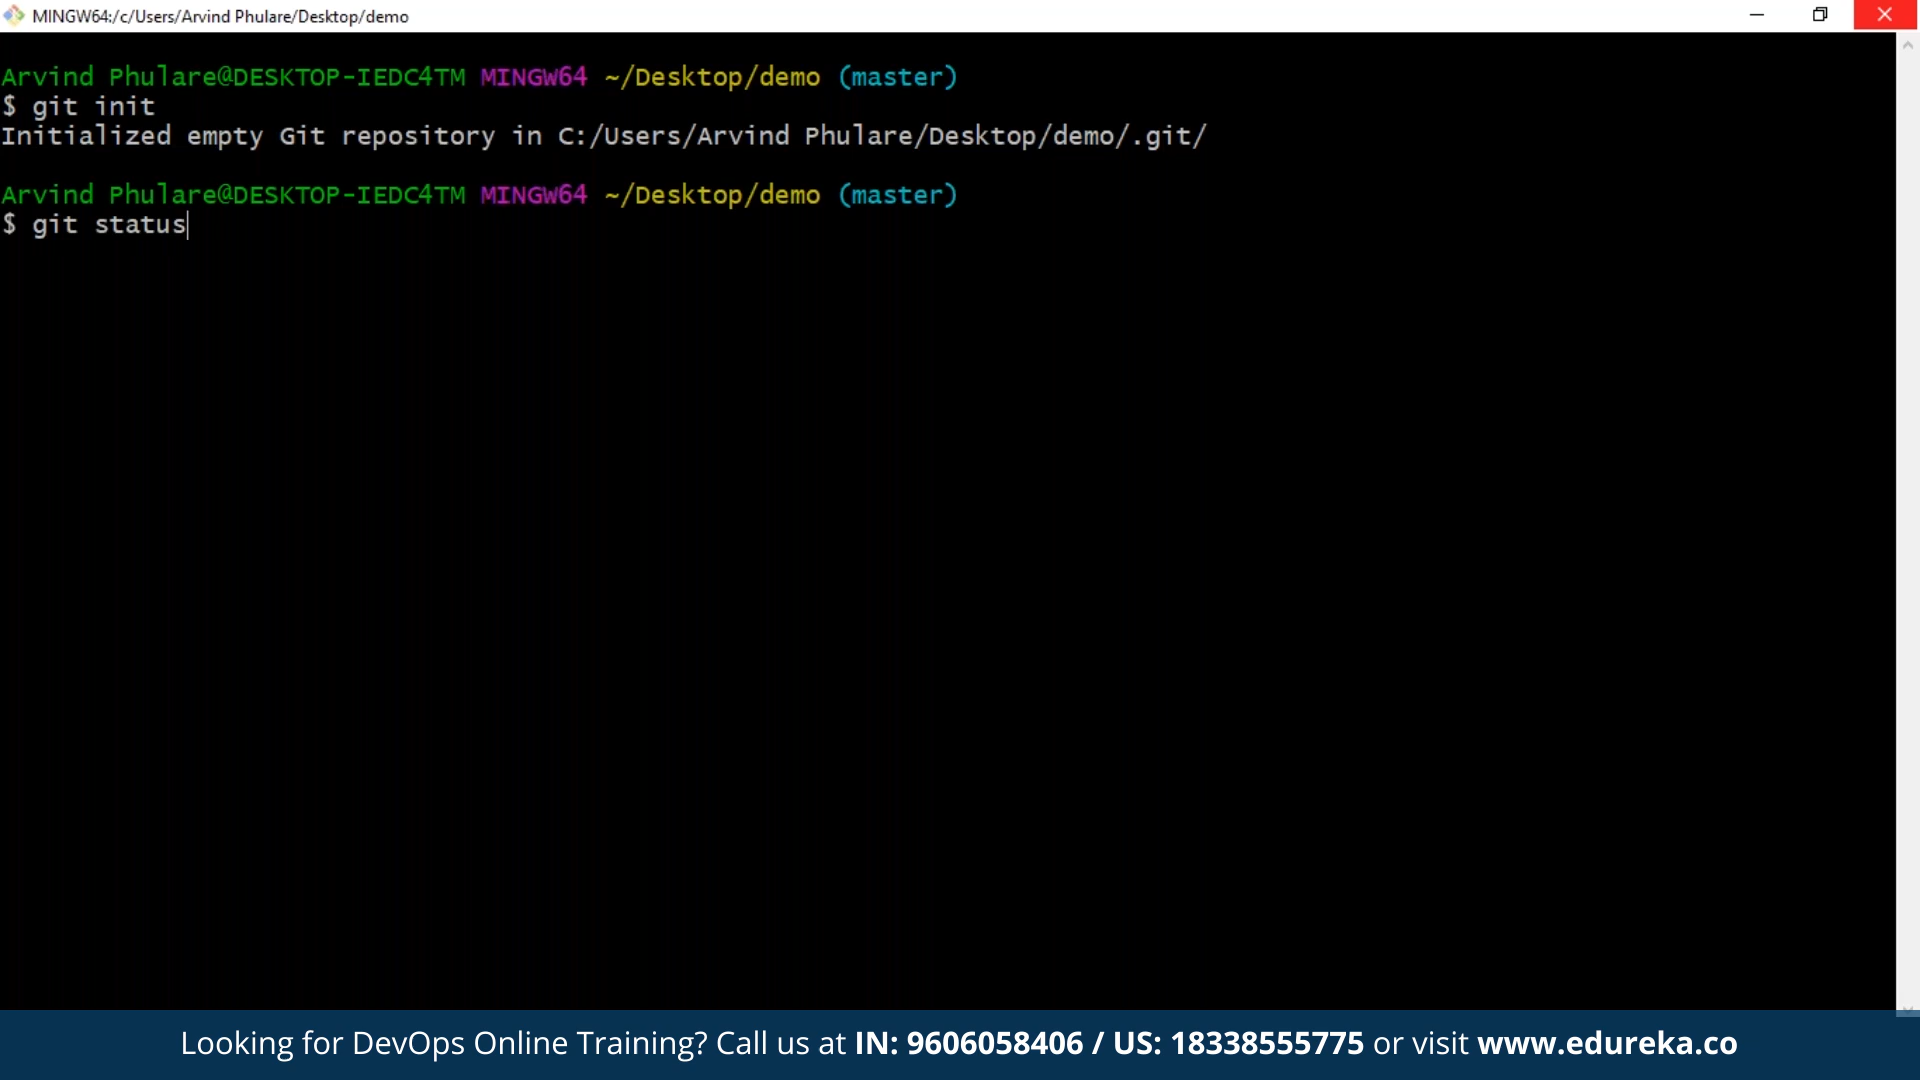 MINGW64:/c/Users/Arvind Phulare/Desktop/demo
Arvind Phulare@DESKTOP-IEDC4TM MINGW64 ~/Desktop/demo (master)
$ git init
Initialized empty Git repository in C:/Users/Arvind Phulare/Desktop/demo/.git/
Arvind Phulare@DESKTOP-IEDC4TM MINGW64 ~/Desktop/demo (master)
$ git status
Looking for DevOps Online Training? Call us at IN: 9606058406 / US: 18338555775 or visit www.edureka.co